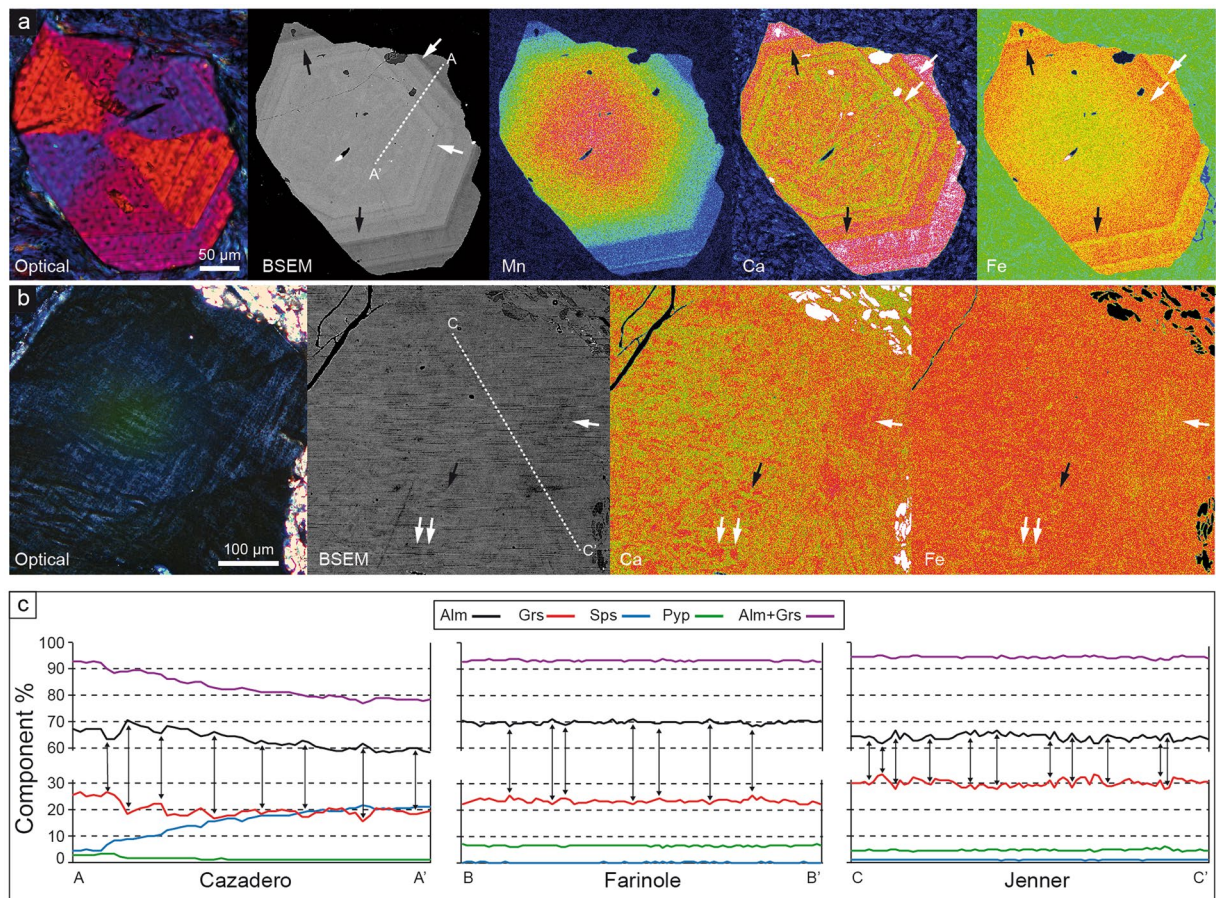 a
A
A'
50 µm
Optical BSEM Mn Ca Fe
b
C
C'
100 µm
Optical BSEM Ca Fe
c
Alm Grs Sps Pyp Alm+Grs
Component %
100
90
80
70
60
30
20
10
0
A Cazadero A' B Farinole B' C Jenner C'